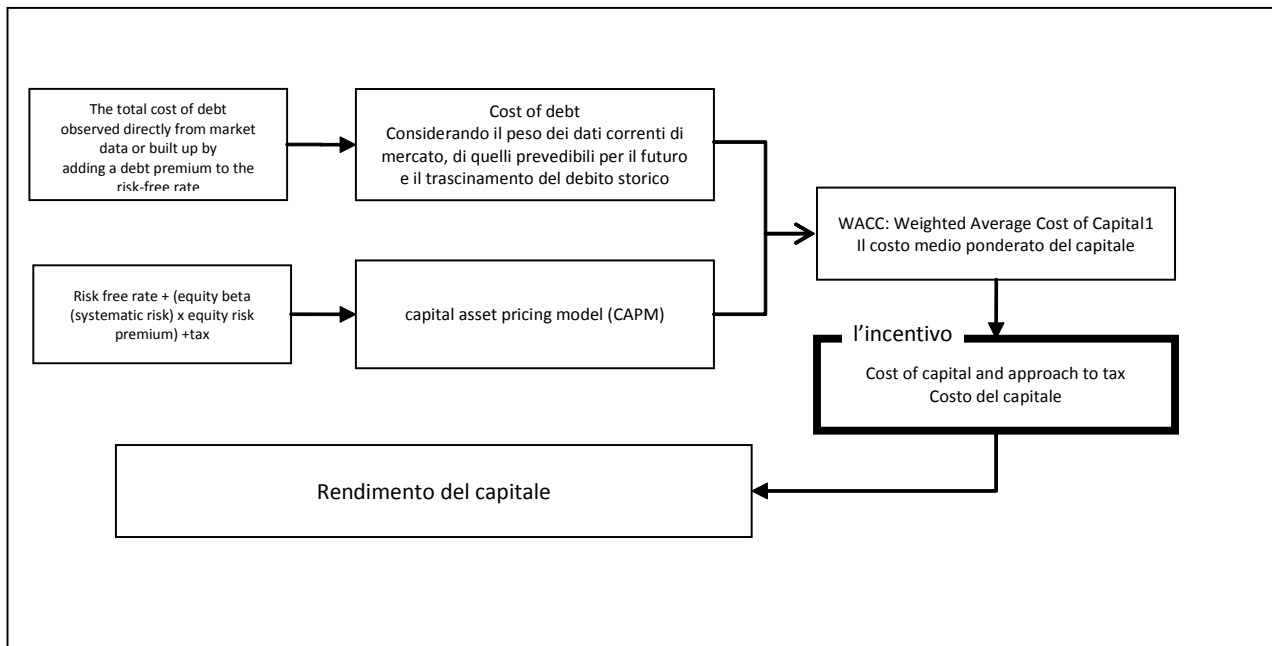 The total cost of debt
observed directly from market
data or built up by
adding a debt premium to the
risk-free rate
Cost of debt
Considerando il peso dei dati correnti di
mercato, di quelli prevedibili per il futuro
e il trascinamento del debito storico
WACC: Weighted Average Cost of Capital1
Il costo medio ponderato del capitale
Risk free rate + (equity beta
(systematic risk) x equity risk
premium) +tax
capital asset pricing model (CAPM)
l’incentivo
Cost of capital and approach to tax
Costo del capitale
Rendimento del capitale